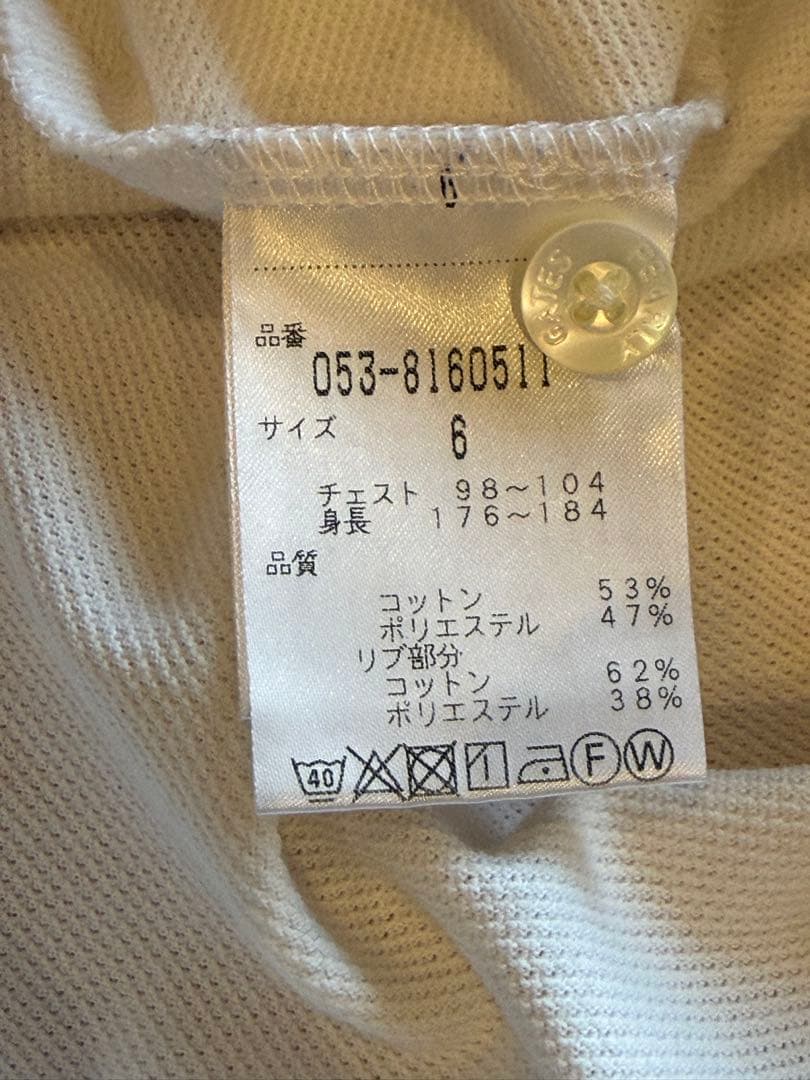 PEARLY GATES
品番
053-8160511
サイズ 6
チェスト 98～104
身長 176～184
品質
コットン 53%
ポリエステル 47%
リブ部分
コットン 62%
ポリエステル 38%
40 F W